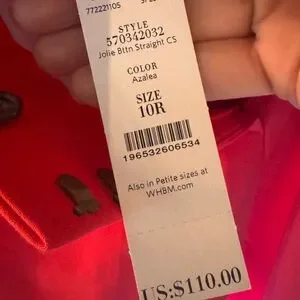 772221105
STYLE
570342032
Jolie Bttn Straight CS
COLOR
Azalea
SIZE
10R
196532606534
Also in Petite sizes at
WHBM.com
US:$110.00